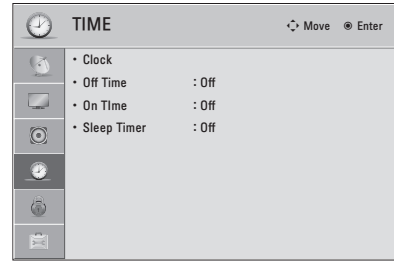 TIME
Move Enter
• Clock
• Off Time : Off
• On TIme : Off
• Sleep Timer : Off